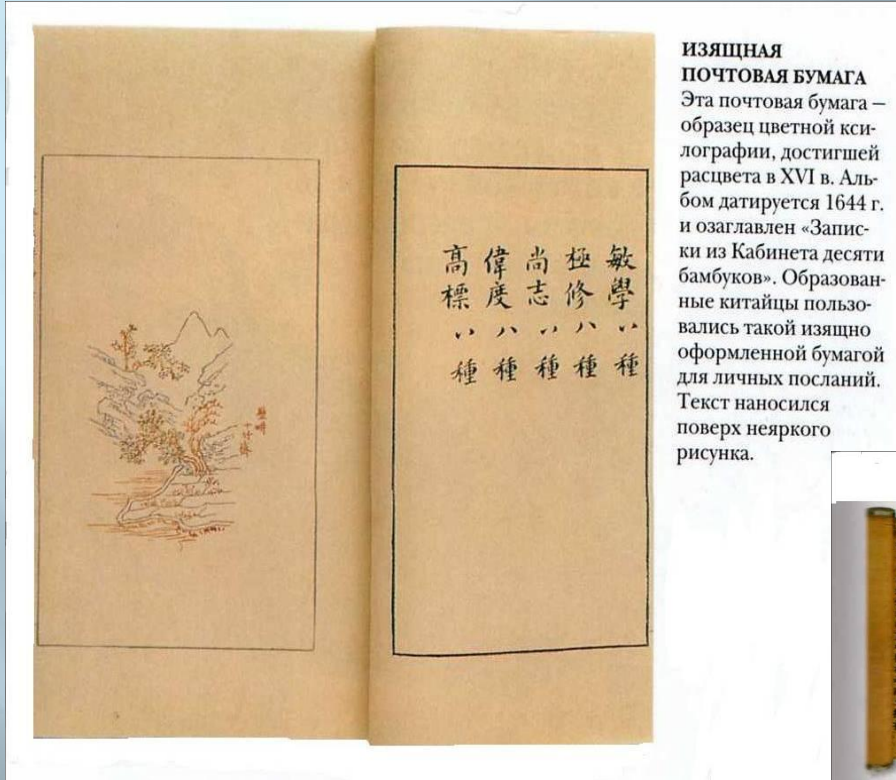 敏學八種
極修八種
尚志八種
偉度八種
高標八種
ИЗЯЩНАЯ
ПОЧТОВАЯ БУМАГА
Эта почтовая бумага –
образец цветной кси-
лографии, достигшей
расцвета в XVI в. Аль-
бом датируется 1644 г.
и озаглавлен «Запис-
ки из Кабинета десяти
бамбуков». Образован-
ные китайцы пользо-
вались такой изящно
оформленной бумагой
для личных посланий.
Текст наносился
поверх неяркого
рисунка.